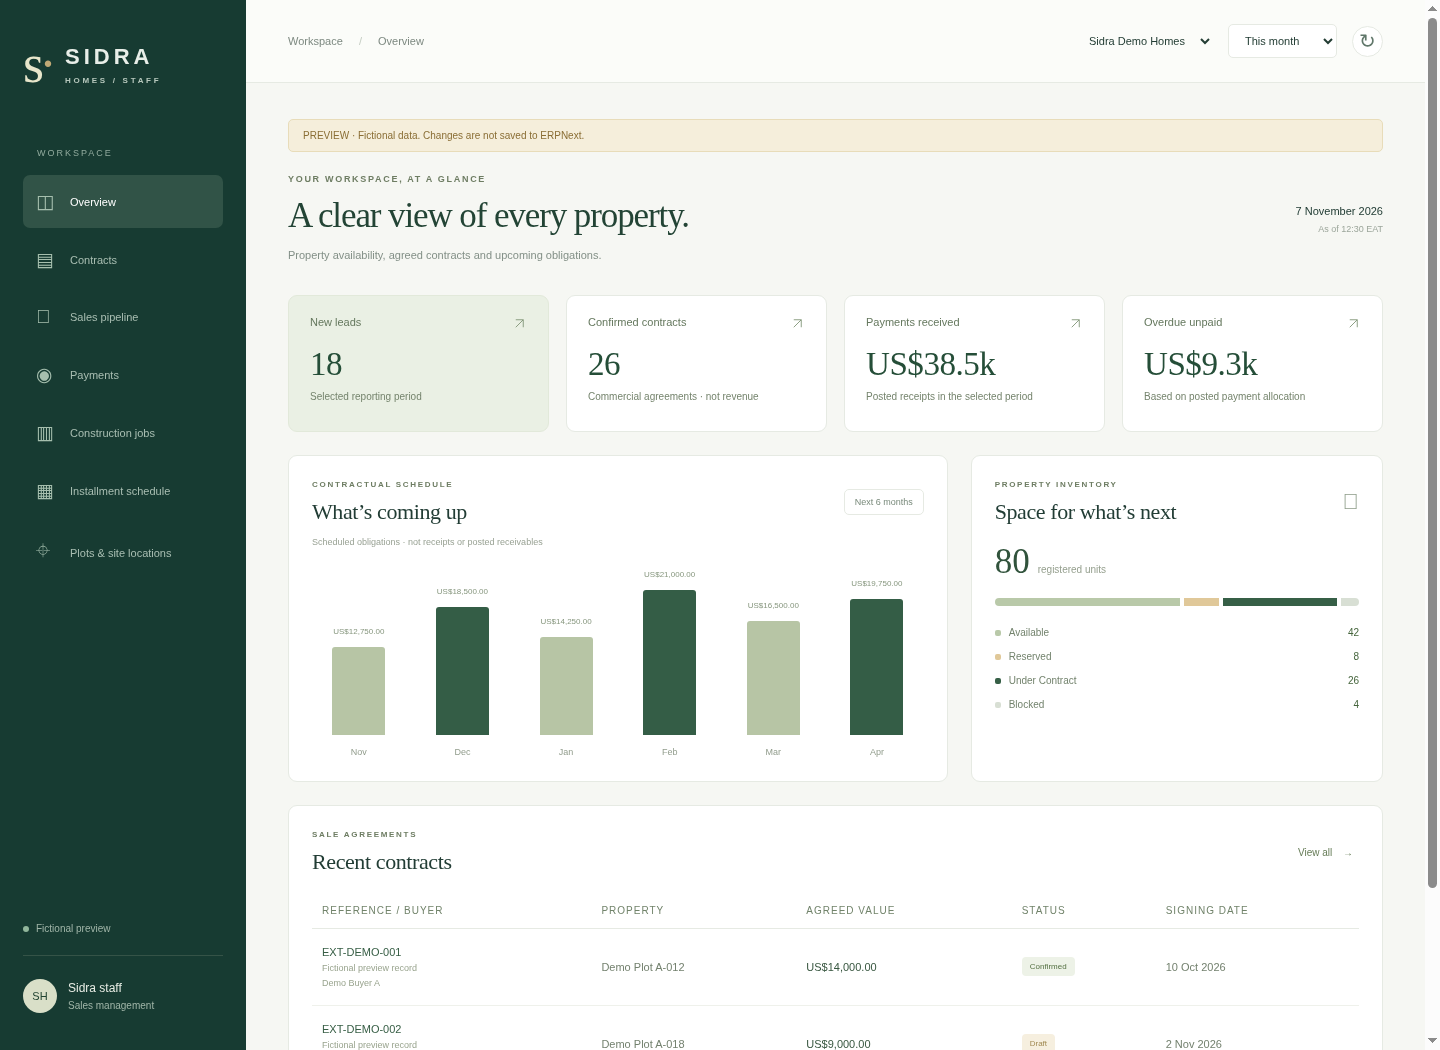 S
SIDRA
HOMES / STAFF
WORKSPACE
Overview
Contracts
Sales pipeline
Payments
Construction jobs
Installment schedule
Plots & site locations
Fictional preview
SH
Sidra staff
Sales management
Workspace / Overview
Sidra Demo Homes
This month
PREVIEW · Fictional data. Changes are not saved to ERPNext.
YOUR WORKSPACE, AT A GLANCE
A clear view of every property.
Property availability, agreed contracts and upcoming obligations.
7 November 2026
As of 12:30 EAT
New leads
18
Selected reporting period
Confirmed contracts
26
Commercial agreements · not revenue
Payments received
US$38.5k
Posted receipts in the selected period
Overdue unpaid
US$9.3k
Based on posted payment allocation
CONTRACTUAL SCHEDULE
What’s coming up
Scheduled obligations · not receipts or posted receivables
Next 6 months
US$12,750.00
US$18,500.00
US$14,250.00
US$21,000.00
US$16,500.00
US$19,750.00
Nov
Dec
Jan
Feb
Mar
Apr
PROPERTY INVENTORY
Space for what’s next
80 registered units
Available 42
Reserved 8
Under Contract 26
Blocked 4
SALE AGREEMENTS
Recent contracts
View all →
REFERENCE / BUYER PROPERTY AGREED VALUE STATUS SIGNING DATE
EXT-DEMO-001
Fictional preview record
Demo Buyer A
Demo Plot A-012
US$14,000.00
Confirmed
10 Oct 2026
EXT-DEMO-002
Fictional preview record
Demo Plot A-018
US$9,000.00
Draft
2 Nov 2026